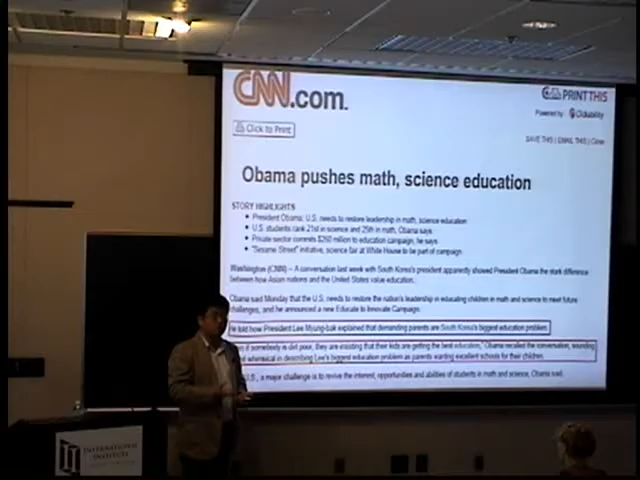 CNN.com.
PRINTTHIS
Powered by Clickability
Click to Print
SAVE THIS | EMAIL THIS | Close
Obama pushes math, science education
STORY HIGHLIGHTS
President Obama: U.S. needs to restore leadership in math, science education
U.S. students rank 21st in science and 25th in math, Obama says
Private sector commits $260 million to education campaign, he says
"Sesame Street" initiative, science fair at White House to be part of campaign
Washington (CNN) -- A conversation last week with South Korea's president apparently showed President Obama the stark difference
between how Asian nations and the United States value education.
Obama said Monday that the U.S. needs to restore the nation's leadership in educating children in math and science to meet future
challenges, and he announced a new Educate to Innovate Campaign.
He told how President Lee Myung-bak explained that demanding parents are South Korea's biggest education problem.
if somebody is dirt poor, they are insisting that their kids are getting the best education," Obama recalled the conversation, sounding
whimsical in describing Lee's biggest education problem as parents wanting excellent schools for their children.
U.S., a major challenge is to revive the interest, opportunities and abilities of students in math and science, Obama said.
INTERNATIONAL
INSTITUTE